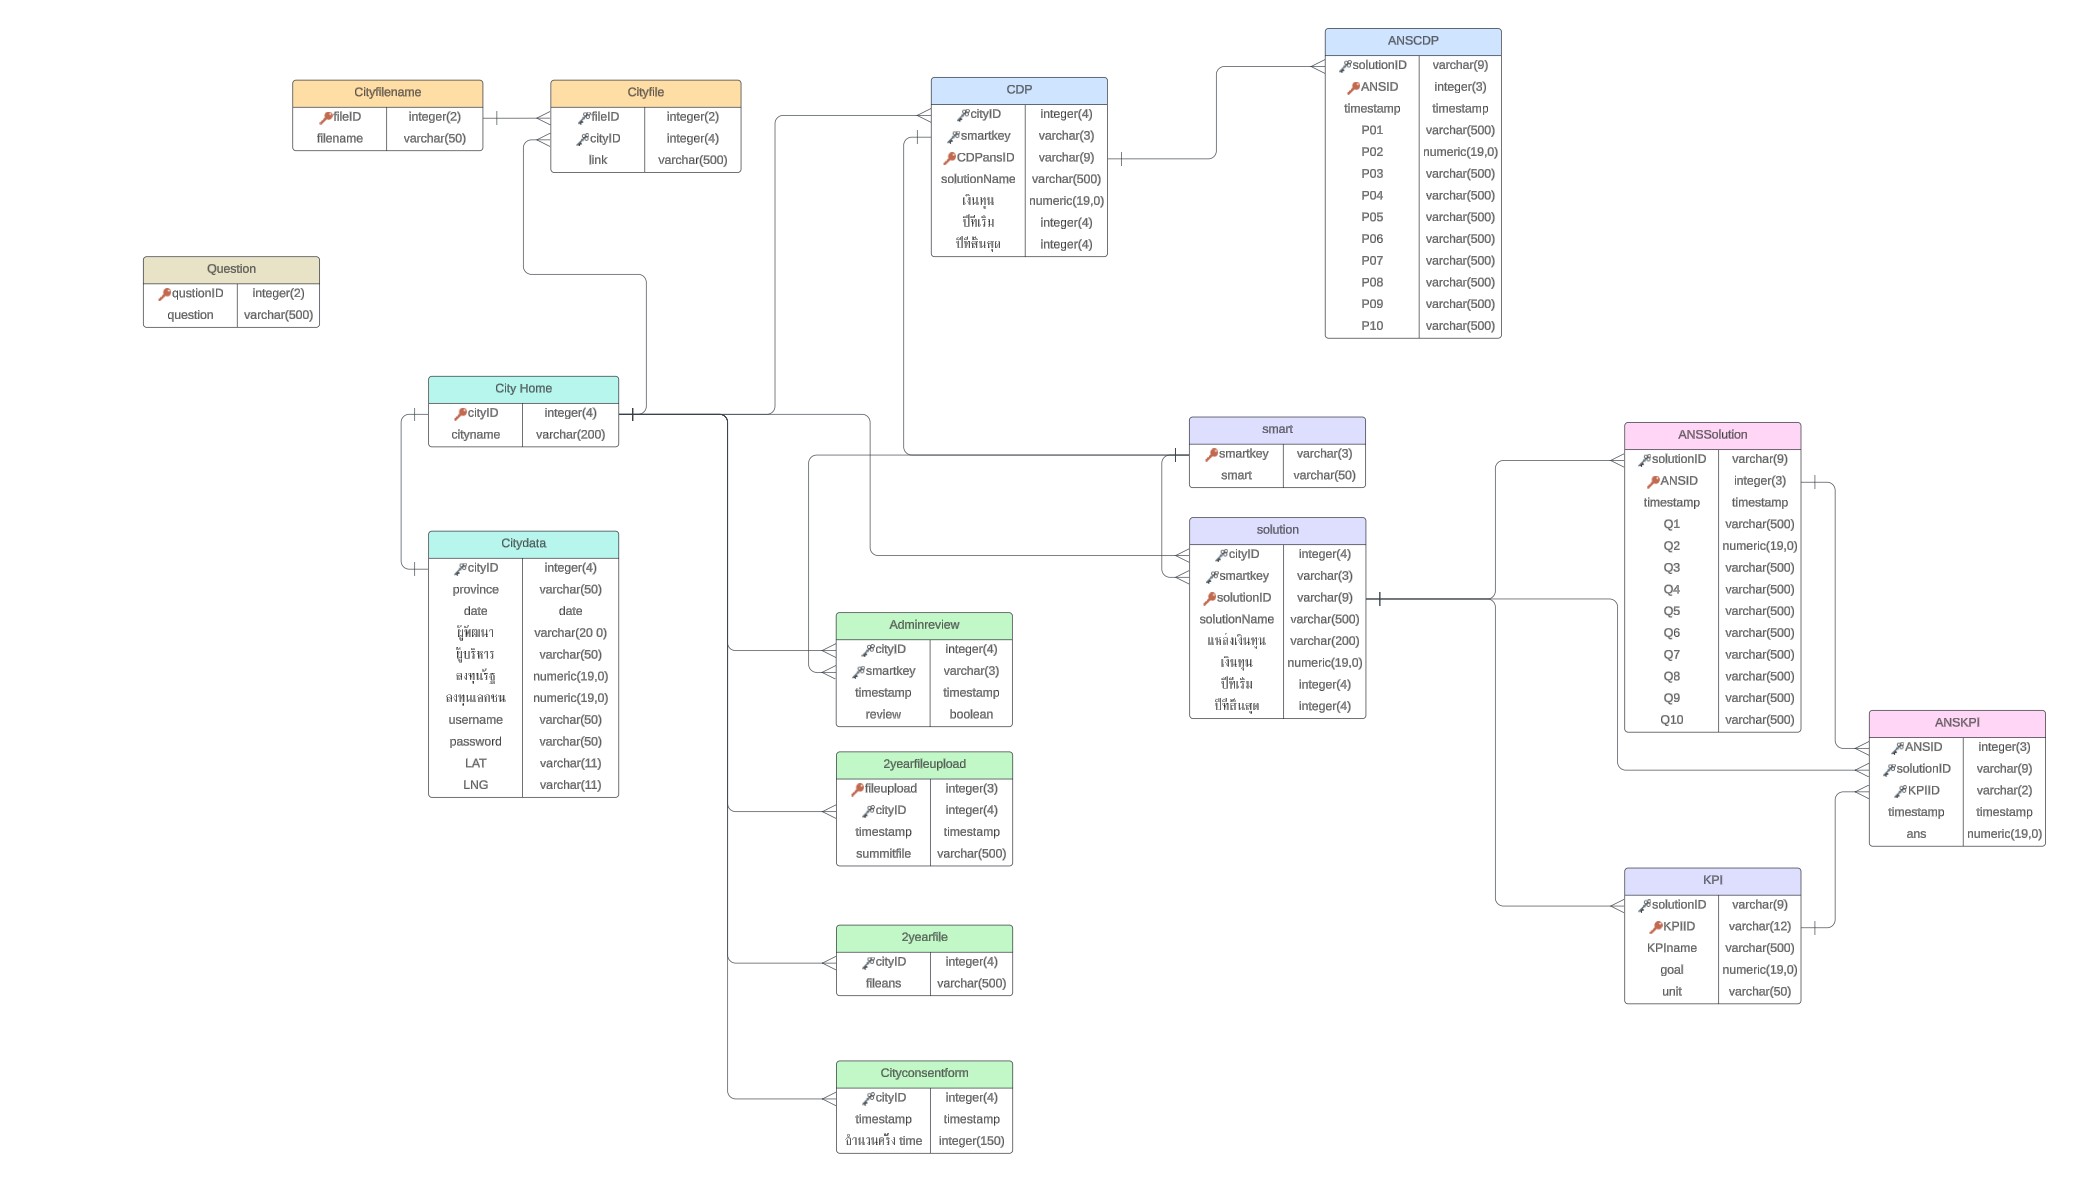 Cityfilename
fileID integer(2)
filename varchar(50)
Cityfile
fileID integer(2)
cityID integer(4)
link varchar(500)
CDP
cityID integer(4)
smartkey varchar(3)
CDPansID varchar(9)
solutionName varchar(500)
เงินทุน numeric(19,0)
ปีที่เริ่ม integer(4)
ปีที่สิ้นสุด integer(4)
ANSCDP
solutionID varchar(9)
ANSID integer(3)
timestamp timestamp
P01 varchar(500)
P02 numeric(19,0)
P03 varchar(500)
P04 varchar(500)
P05 varchar(500)
P06 varchar(500)
P07 varchar(500)
P08 varchar(500)
P09 varchar(500)
P10 varchar(500)
Question
qustionID integer(2)
question varchar(500)
City Home
cityID integer(4)
cityname varchar(200)
Citydata
cityID integer(4)
province varchar(50)
date date
ผู้พัฒนา varchar(20 0)
ผู้บริหาร varchar(50)
ลงทุนรัฐ numeric(19,0)
ลงทุนเอกชน numeric(19,0)
username varchar(50)
password varchar(50)
LAT varchar(11)
LNG varchar(11)
smart
smartkey varchar(3)
smart varchar(50)
solution
cityID integer(4)
smartkey varchar(3)
solutionID varchar(9)
solutionName varchar(500)
แหล่งเงินทุน varchar(200)
เงินทุน numeric(19,0)
ปีที่เริ่ม integer(4)
ปีที่สิ้นสุด integer(4)
Adminreview
cityID integer(4)
smartkey varchar(3)
timestamp timestamp
review boolean
2yearfileupload
fileupload integer(3)
cityID integer(4)
timestamp timestamp
summitfile varchar(500)
2yearfile
cityID integer(4)
fileans varchar(500)
Cityconsentform
cityID integer(4)
timestamp timestamp
time integer(150)
ANSSolution
solutionID varchar(9)
ANSID integer(3)
timestamp timestamp
Q1 varchar(500)
Q2 numeric(19,0)
Q3 varchar(500)
Q4 varchar(500)
Q5 varchar(500)
Q6 varchar(500)
Q7 varchar(500)
Q8 varchar(500)
Q9 varchar(500)
Q10 varchar(500)
ANSKPI
ANSID integer(3)
solutionID varchar(9)
KPIID varchar(2)
timestamp timestamp
ans numeric(19,0)
KPI
solutionID varchar(9)
KPIID varchar(12)
KPIname varchar(500)
goal numeric(19,0)
unit varchar(50)